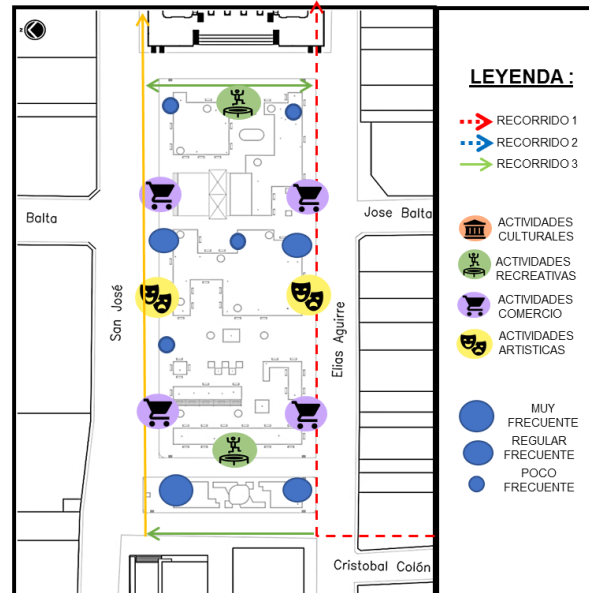 LEYENDA :
RECORRIDO 1
RECORRIDO 2
RECORRIDO 3
ACTIVIDADES
CULTURALES
ACTIVIDADES
RECREATIVAS
ACTIVIDADES
COMERCIO
ACTIVIDADES
ARTISTICAS
MUY
FRECUENTE
REGULAR
FRECUENTE
POCO
FRECUENTE
Balta
Jose Balta
San José
Elias Aguirre
Cristobal Colón